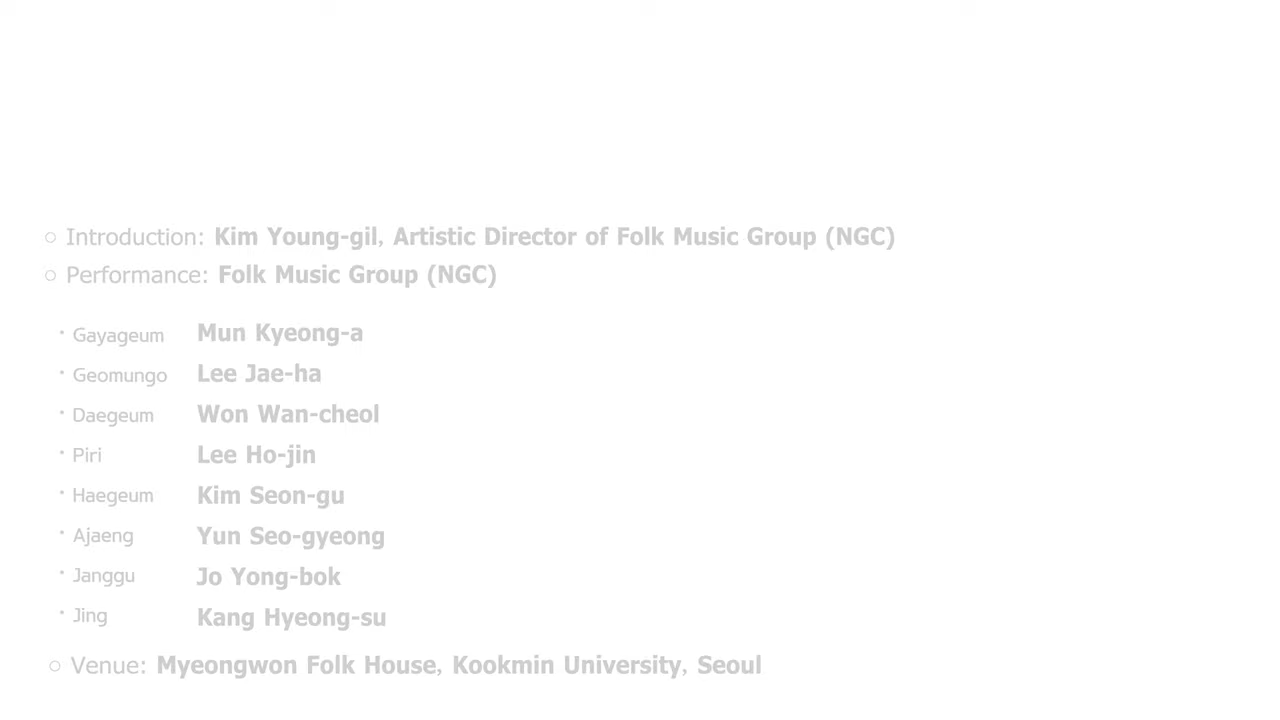 ○ Introduction: Kim Young-gil, Artistic Director of Folk Music Group (NGC)
○ Performance: Folk Music Group (NGC)
· Gayageum Mun Kyeong-a
· Geomungo Lee Jae-ha
· Daegeum Won Wan-cheol
· Piri Lee Ho-jin
· Haegeum Kim Seon-gu
· Ajaeng Yun Seo-gyeong
· Janggu Jo Yong-bok
· Jing Kang Hyeong-su
○ Venue: Myeongwon Folk House, Kookmin University, Seoul